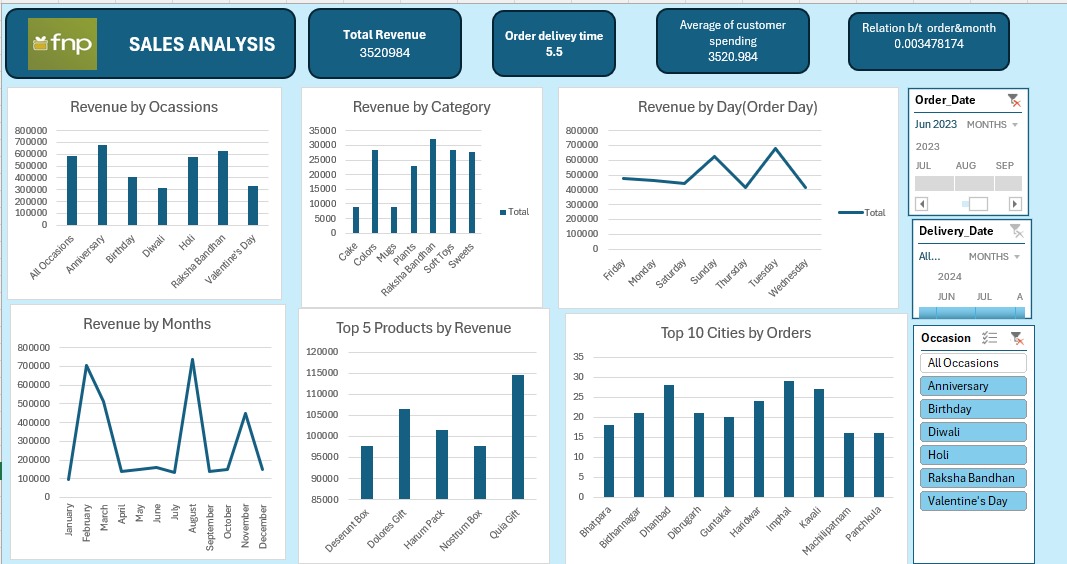 fnp
SALES ANALYSIS
Total Revenue
3520984
Order delivey time
5.5
Average of customer
spending
3520.984
Relation b/t order&month
0.003478174
Revenue by Ocassions
800000
700000
600000
500000
400000
300000
200000
100000
0
All Occasions
Anniversary
Birthday
Diwali
Holi
Raksha Bandhan
Valentine's Day
Revenue by Category
35000
30000
25000
20000
15000
10000
5000
0
Cake
Colors
Mugs
Plants
Raksha Bandhan
Soft Toys
Sweets
Total
Revenue by Day(Order Day)
800000
700000
600000
500000
400000
300000
200000
100000
0
Friday
Monday
Saturday
Sunday
Thursday
Tuesday
Wednesday
Total
Order_Date
Jun 2023 MONTHS
2023
JUL AUG SEP
Delivery_Date
All... MONTHS
2024
JUN JUL A
Revenue by Months
800000
700000
600000
500000
400000
300000
200000
100000
0
January
February
March
April
May
June
July
August
September
October
November
December
Top 5 Products by Revenue
120000
115000
110000
105000
100000
95000
90000
85000
Deserunt Box
Dolores Gift
Harum Pack
Nostrum Box
Quia Gift
Top 10 Cities by Orders
35
30
25
20
15
10
5
0
Bhatpara
Bidhannagar
Dhanbad
Dibrugarh
Guntakal
Haridwar
Imphal
Kavali
Machilipatnam
Panchkula
Occasion
All Occasions
Anniversary
Birthday
Diwali
Holi
Raksha Bandhan
Valentine's Day